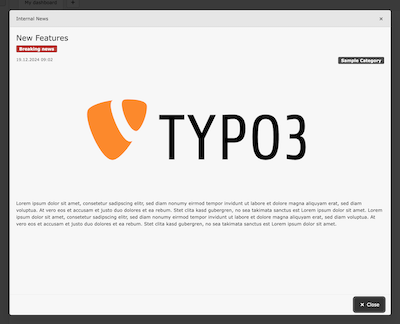 My dashboard
+
Internal News
×
New Features
Breaking news
19.12.2024 09:02
Sample Category
TYPO3
Lorem ipsum dolor sit amet, consetetur sadipscing elitr, sed diam nonumy eirmod tempor invidunt ut labore et dolore magna aliquyam erat, sed diam
voluptua. At vero eos et accusam et justo duo dolores et ea rebum. Stet clita kasd gubergren, no sea takimata sanctus est Lorem ipsum dolor sit amet. Lorem
ipsum dolor sit amet, consetetur sadipscing elitr, sed diam nonumy eirmod tempor invidunt ut labore et dolore magna aliquyam erat, sed diam voluptua. At
vero eos et accusam et justo duo dolores et ea rebum. Stet clita kasd gubergren, no sea takimata sanctus est Lorem ipsum dolor sit amet.
× Close